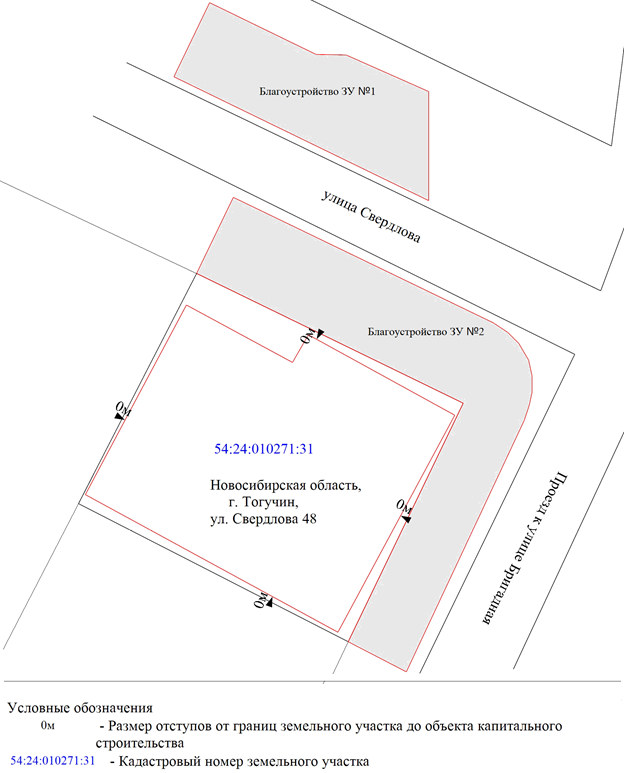 Благоустройство ЗУ №1
улица Свердлова
Благоустройство ЗУ №2
0м
0м
54:24:010271:31
Новосибирская область,
г. Тогучин,
ул. Свердлова 48
0м
Проезд к улице Бригадная
0м
Условные обозначения
0м - Размер отступов от границ земельного участка до объекта капитального
строительства
54:24:010271:31 - Кадастровый номер земельного участка